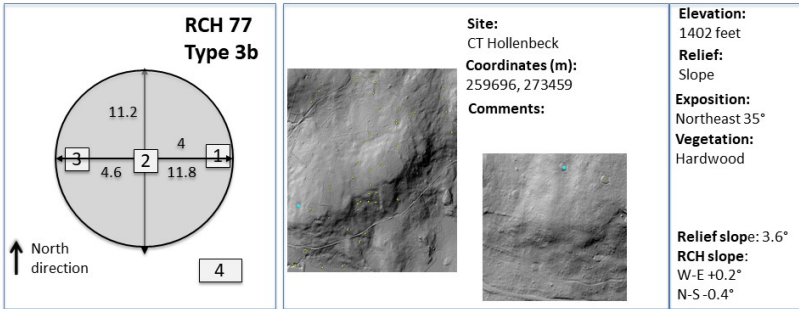 RCH 77
Type 3b
11.2
4
3
2
1
4.6
11.8
North
direction
4
Site:
CT Hollenbeck
Coordinates (m):
259696, 273459
Comments:
Elevation:
1402 feet
Relief:
Slope
Exposition:
Northeast 35°
Vegetation:
Hardwood
Relief slope: 3.6°
RCH slope:
W-E +0.2°
N-S -0.4°